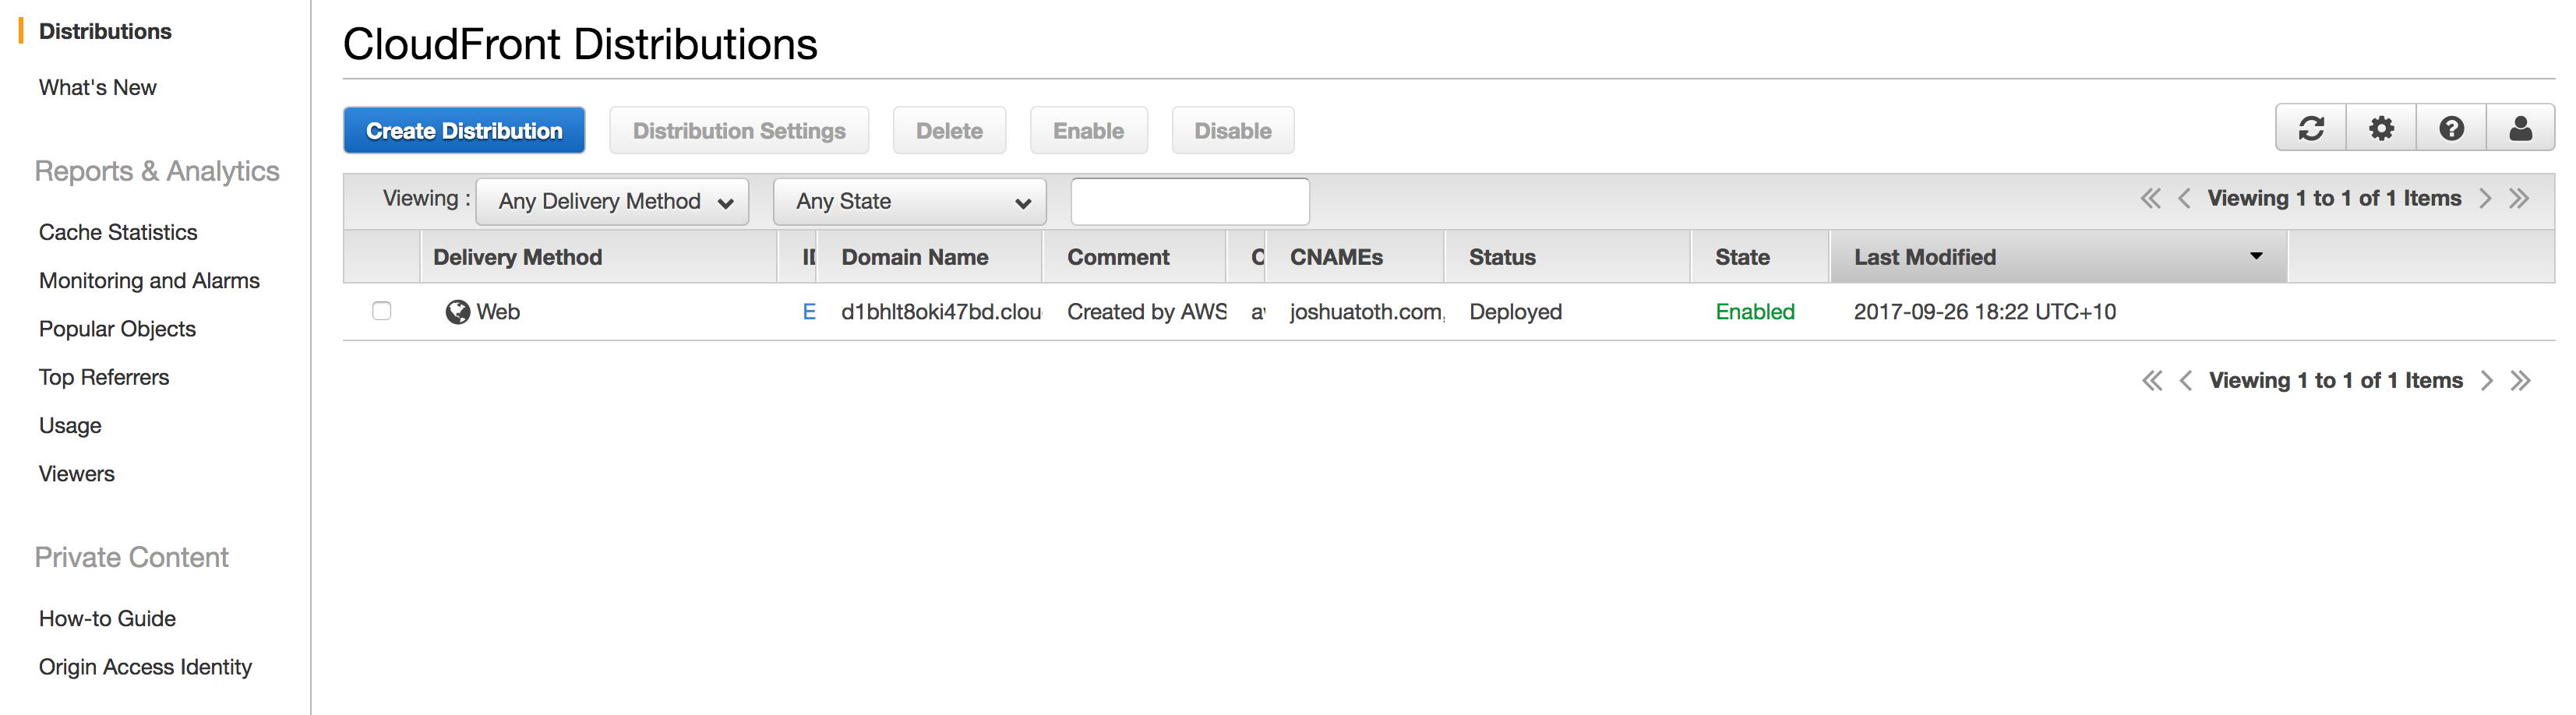 Distributions
What's New
Reports & Analytics
Cache Statistics
Monitoring and Alarms
Popular Objects
Top Referrers
Usage
Viewers
Private Content
How-to Guide
Origin Access Identity
CloudFront Distributions
Create Distribution Distribution Settings Delete Enable Disable
Viewing : Any Delivery Method Any State Viewing 1 to 1 of 1 Items
Delivery Method ID Domain Name Comment C CNAMEs Status State Last Modified
Web E d1bhlt8oki47bd.clou Created by AWS joshuatoth.com, Deployed Enabled 2017-09-26 18:22 UTC+10
Viewing 1 to 1 of 1 Items